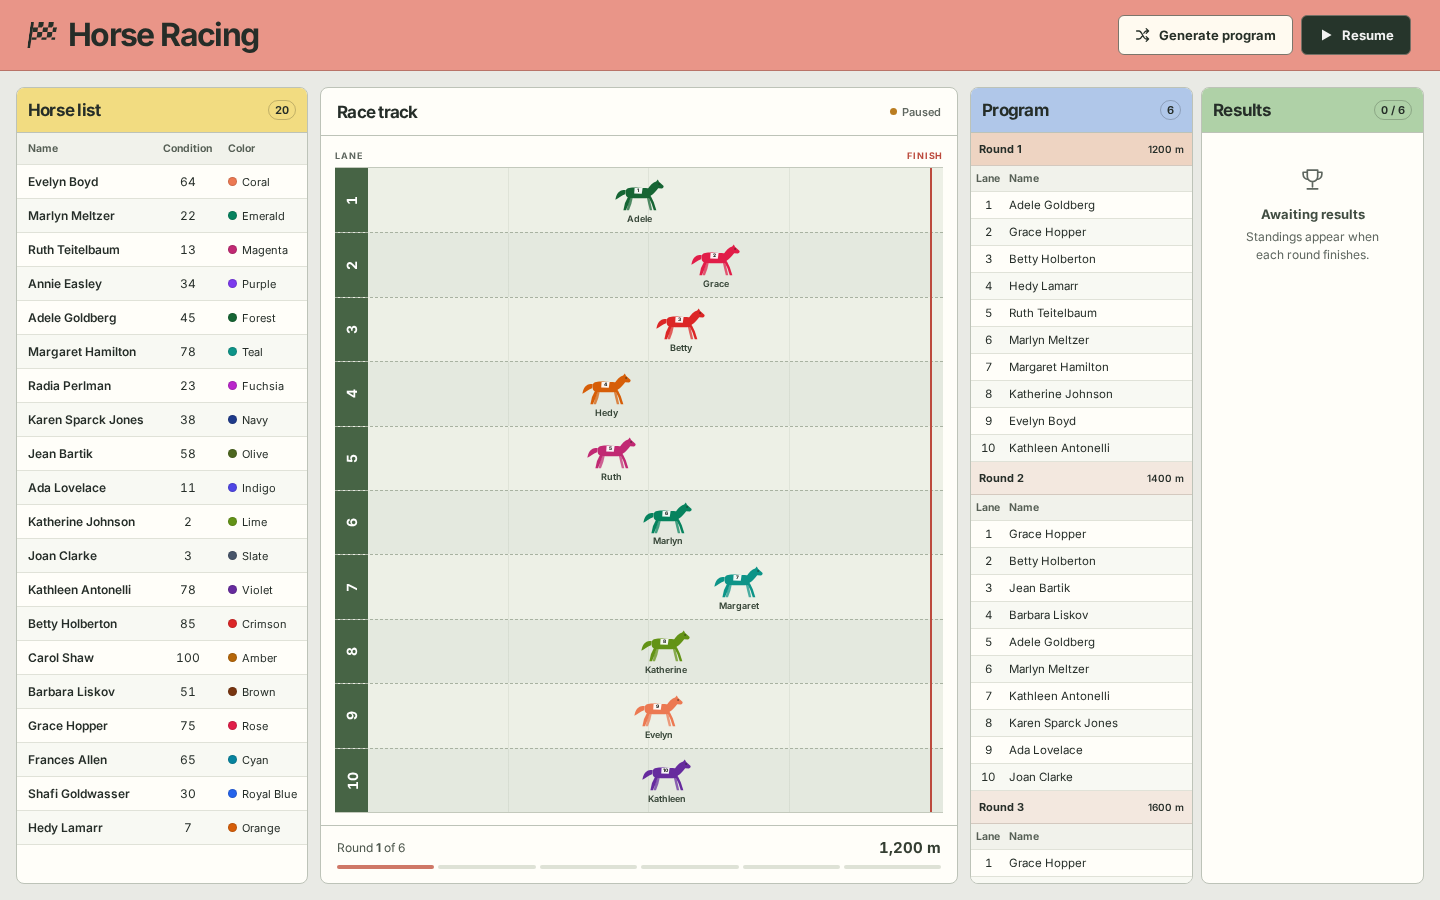 Horse Racing
Generate program
Resume
Horse list
20
Name Condition Color
Evelyn Boyd 64 Coral
Marlyn Meltzer 22 Emerald
Ruth Teitelbaum 13 Magenta
Annie Easley 34 Purple
Adele Goldberg 45 Forest
Margaret Hamilton 78 Teal
Radia Perlman 23 Fuchsia
Karen Sparck Jones 38 Navy
Jean Bartik 58 Olive
Ada Lovelace 11 Indigo
Katherine Johnson 2 Lime
Joan Clarke 3 Slate
Kathleen Antonelli 78 Violet
Betty Holberton 85 Crimson
Carol Shaw 100 Amber
Barbara Liskov 51 Brown
Grace Hopper 75 Rose
Frances Allen 65 Cyan
Shafi Goldwasser 30 Royal Blue
Hedy Lamarr 7 Orange
Race track
Paused
LANE
FINISH
1
1
Adele
2
2
Grace
3
3
Betty
4
4
Hedy
5
5
Ruth
6
6
Marlyn
7
7
Margaret
8
8
Katherine
9
9
Evelyn
10
10
Kathleen
Round 1 of 6
1,200 m
Program
6
Round 1 1200 m
Lane Name
1 Adele Goldberg
2 Grace Hopper
3 Betty Holberton
4 Hedy Lamarr
5 Ruth Teitelbaum
6 Marlyn Meltzer
7 Margaret Hamilton
8 Katherine Johnson
9 Evelyn Boyd
10 Kathleen Antonelli
Round 2 1400 m
Lane Name
1 Grace Hopper
2 Betty Holberton
3 Jean Bartik
4 Barbara Liskov
5 Adele Goldberg
6 Marlyn Meltzer
7 Kathleen Antonelli
8 Karen Sparck Jones
9 Ada Lovelace
10 Joan Clarke
Round 3 1600 m
Lane Name
1 Grace Hopper
Results
0 / 6
Awaiting results
Standings appear when
each round finishes.